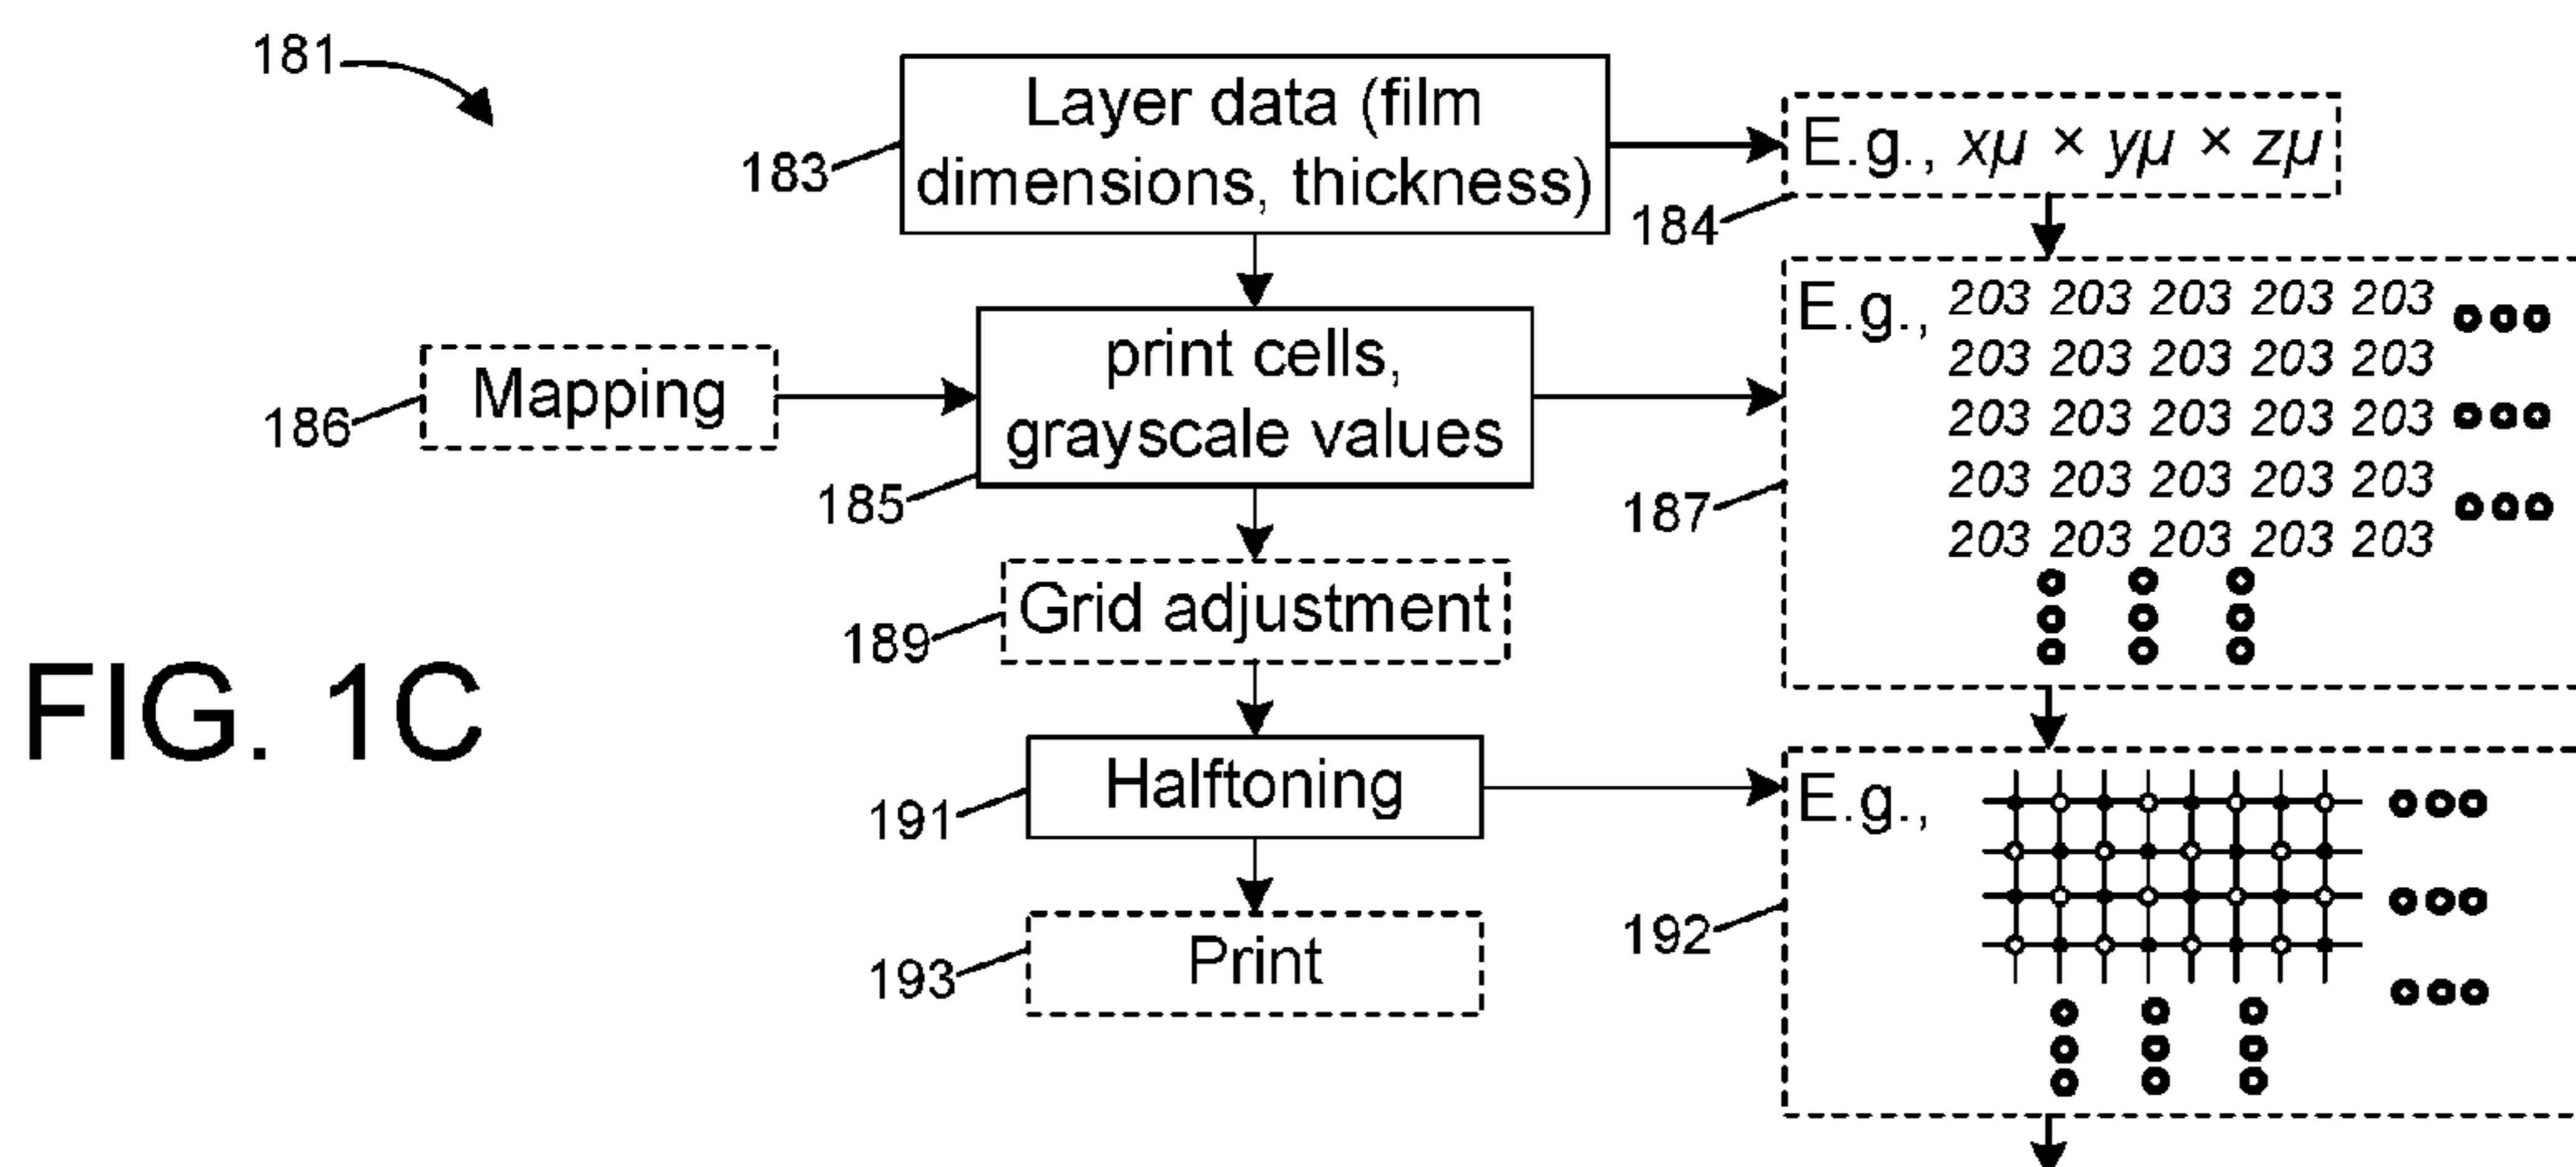 181
Layer data (film
dimensions, thickness)
183
E.g., xμ × yμ × zμ
184
Mapping
186
print cells,
grayscale values
185
E.g., 203 203 203 203 203
203 203 203 203 203
203 203 203 203 203
203 203 203 203 203
203 203 203 203 203
187
Grid adjustment
189
FIG. 1C
Halftoning
191
E.g.,
192
Print
193